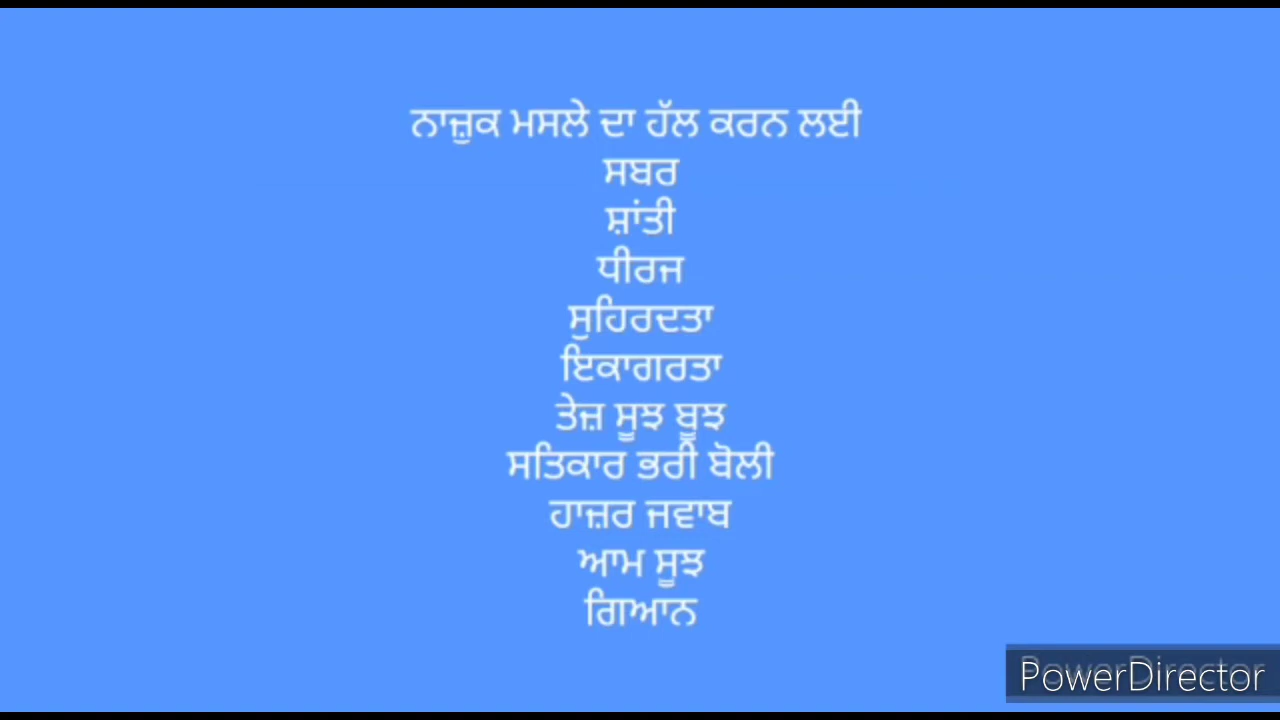 ਨਾਜ਼ੁਕ ਮਸਲੇ ਦਾ ਹੱਲ ਕਰਨ ਲਈ
ਸਬਰ
ਸ਼ਾਂਤੀ
ਧੀਰਜ
ਸੁਹਿਰਦਤਾ
ਇਕਾਗਰਤਾ
ਤੇਜ਼ ਸੂਝ ਬੂਝ
ਸਤਿਕਾਰ ਭਰੀ ਬੋਲੀ
ਹਾਜ਼ਰ ਜਵਾਬ
ਆਮ ਸੂਝ
ਗਿਆਨ
PowerDirector